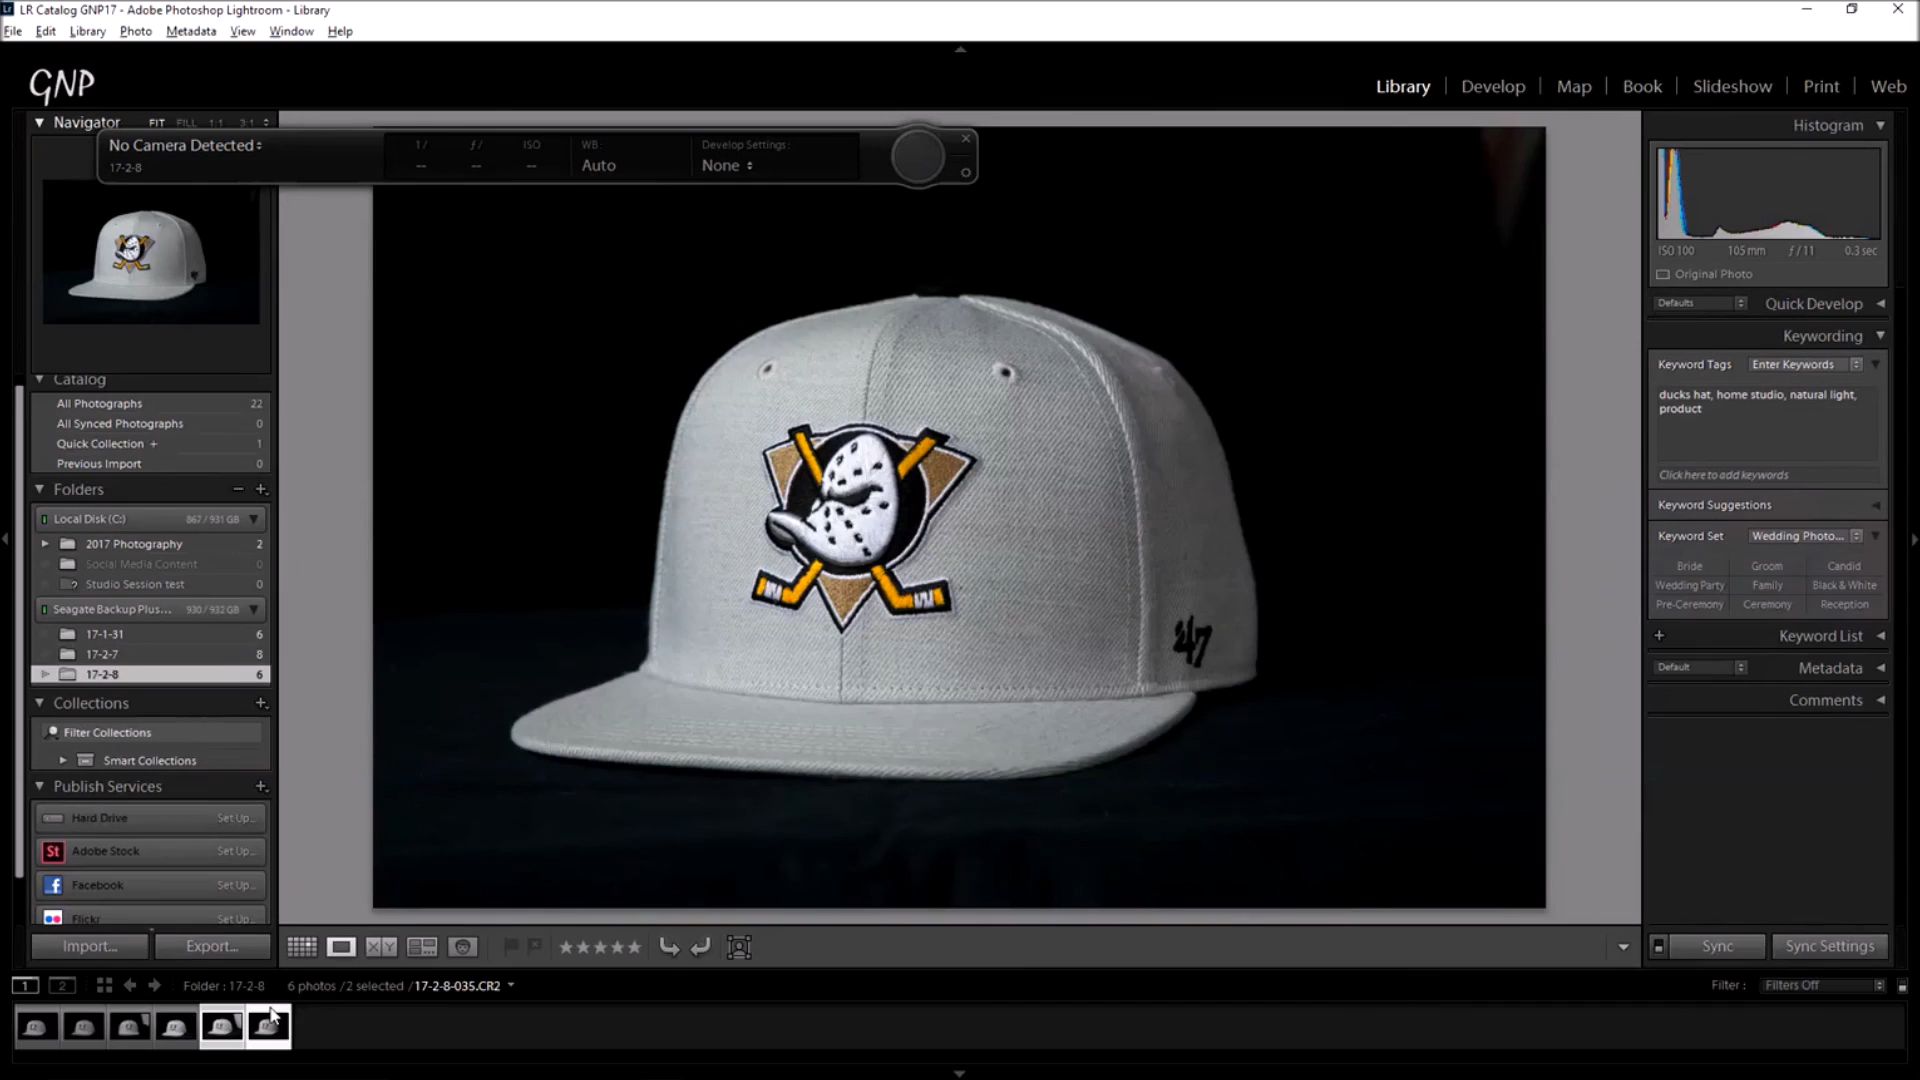 LR Catalog GNP17 - Adobe Photoshop Lightroom - Library
File Edit Library Photo Metadata View Window Help
GNP
Library | Develop | Map | Book | Slideshow | Print | Web
Navigator FIT FILL 1:1 3:1
No Camera Detected
17-2-8
1/ ƒ/ ISO
-- -- --
WB:
Auto
Develop Settings:
None
Catalog
All Photographs 22
All Synced Photographs 0
Quick Collection + 1
Previous Import 0
Folders
Local Disk (C:) 867 / 931 GB
2017 Photography 2
Social Media Content 0
Studio Session test 0
Seagate Backup Plus... 930 / 932 GB
17-1-31 6
17-2-7 8
17-2-8 6
Collections
Filter Collections
Smart Collections
Publish Services
Hard Drive Set Up...
St Adobe Stock Set Up...
Facebook Set Up...
Flickr Set Up...
Import... Export...
47
Histogram
ISO 100 105 mm ƒ / 11 0.3 sec
Original Photo
Defaults Quick Develop
Keywording
Keyword Tags Enter Keywords
ducks hat, home studio, natural light,
product
Click here to add keywords
Keyword Suggestions
Keyword Set Wedding Photo...
Bride Groom Candid
Wedding Party Family Black & White
Pre-Ceremony Ceremony Reception
Keyword List
Default Metadata
Comments
X Y
Sync Sync Settings
1 2 Folder : 17-2-8 6 photos / 2 selected / 17-2-8-035.CR2
Filter : Filters Off